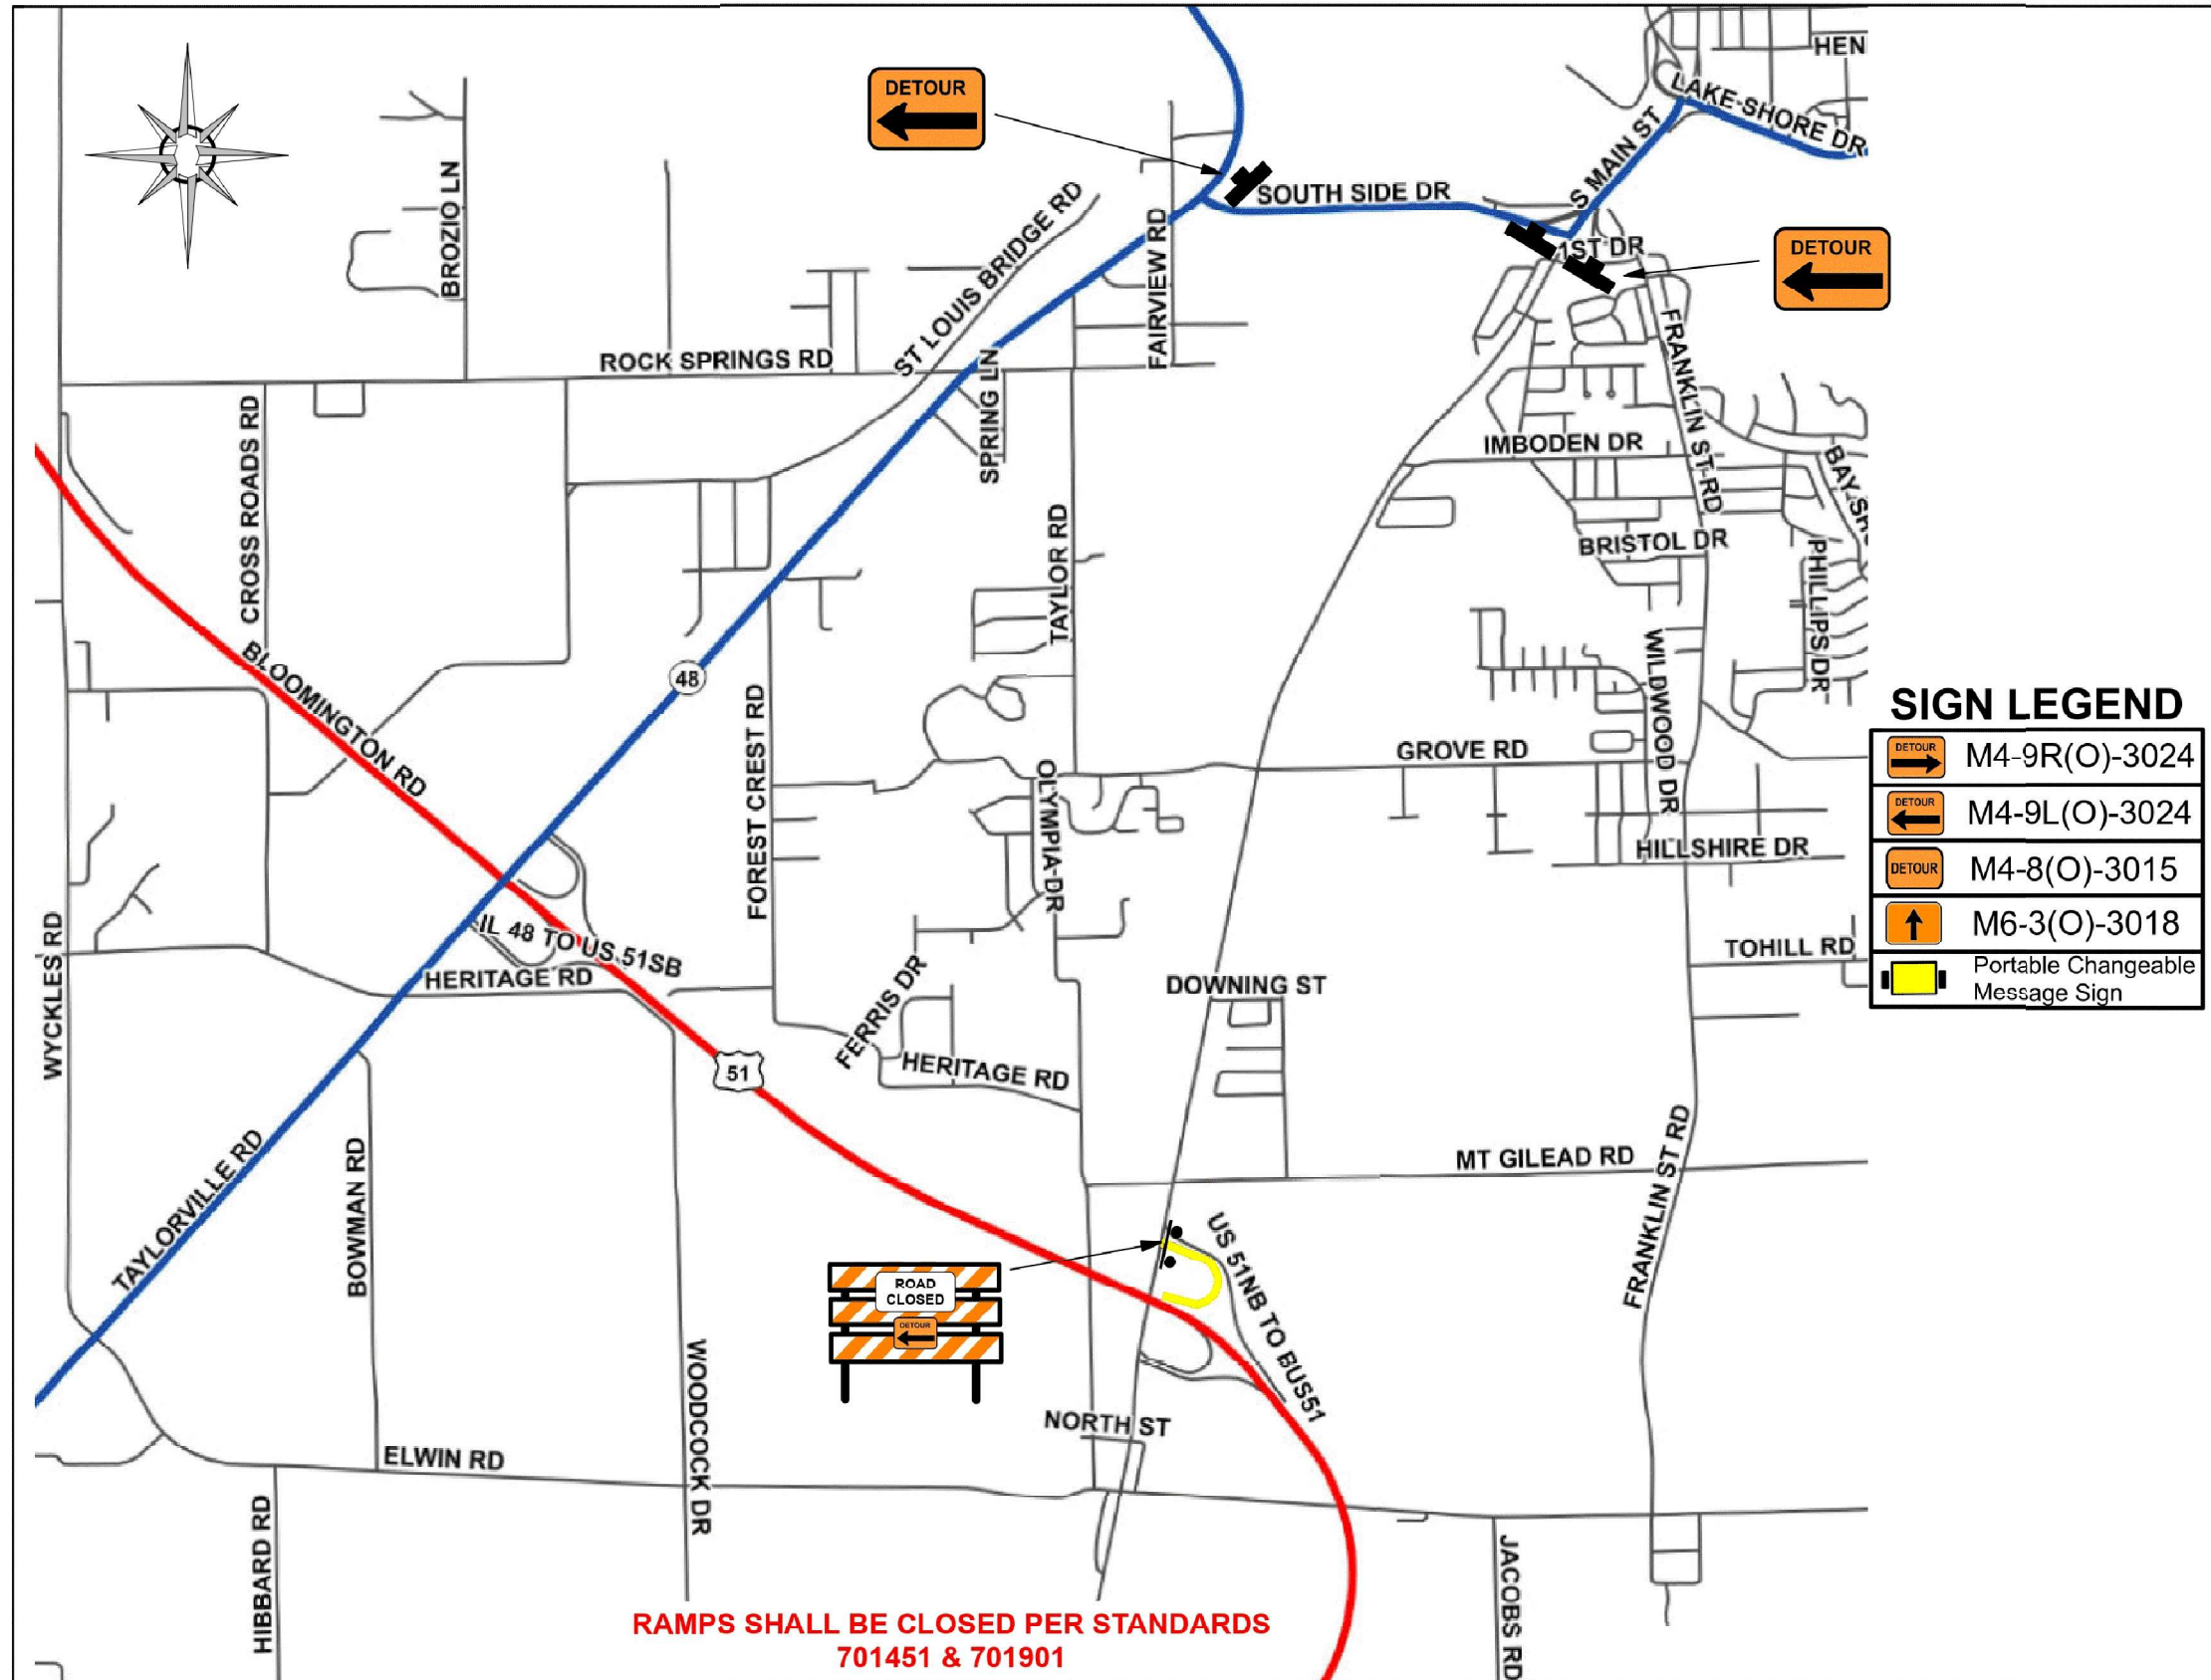 HEN
LAKE-SHORE DR
DETOUR
S MAIN ST
BROZIO LN
SOUTH SIDE DR
ST LOUIS BRIDGE RD
FAIRVIEW RD
1ST DR
DETOUR
ROCK SPRINGS RD
SPRING LN
FRANKLIN ST RD
CROSS ROADS RD
IMBODEN DR
BAY SH
TAYLOR RD
BRISTOL DR
PHILLIPS DR
BLOOMINGTON RD
48
WILDWOOD DR
FOREST CREST RD
GROVE RD
SIGN LEGEND
DETOUR
M4-9R(O)-3024
DETOUR
M4-9L(O)-3024
DETOUR
M4-8(O)-3015
M6-3(O)-3018
Portable Changeable
Message Sign
OLYMPIA-DR
HILLSHIRE DR
WYCKLES RD
IL 48 TO US 51SB
HERITAGE RD
TOHILL RD
FERRIS DR
DOWNING ST
51
HERITAGE RD
TAYLORVILLE RD
BOWMAN RD
MT GILEAD RD
FRANKLIN ST RD
US 51NB TO BUS51
ROAD
CLOSED
DETOUR
WOODCOCK DR
NORTH ST
ELWIN RD
HIBBARD RD
JACOBS RD
RAMPS SHALL BE CLOSED PER STANDARDS
701451 & 701901